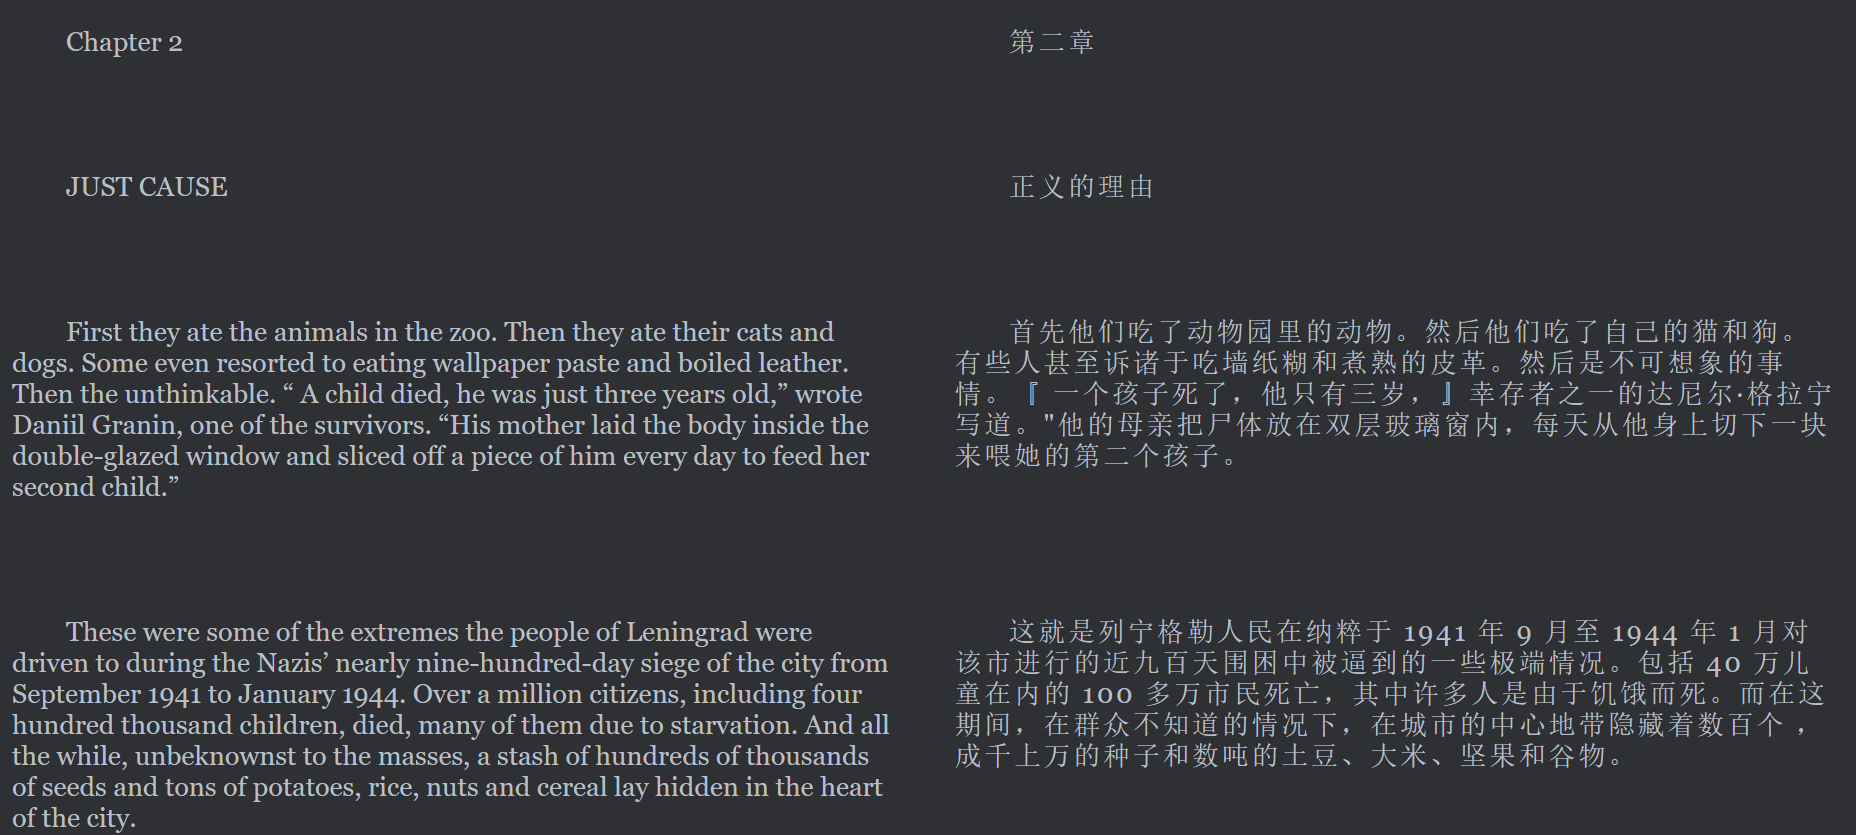 Chapter 2
JUST CAUSE
First they ate the animals in the zoo. Then they ate their cats and
dogs. Some even resorted to eating wallpaper paste and boiled leather.
Then the unthinkable. “ A child died, he was just three years old,” wrote
Daniil Granin, one of the survivors. “His mother laid the body inside the
double-glazed window and sliced off a piece of him every day to feed her
second child.”
These were some of the extremes the people of Leningrad were
driven to during the Nazis’ nearly nine-hundred-day siege of the city from
September 1941 to January 1944. Over a million citizens, including four
hundred thousand children, died, many of them due to starvation. And all
the while, unbeknownst to the masses, a stash of hundreds of thousands
of seeds and tons of potatoes, rice, nuts and cereal lay hidden in the heart
of the city.
第二章
正义的理由
首先他们吃了动物园里的动物。然后他们吃了自己的猫和狗。
有些人甚至诉诸于吃墙纸糊和煮熟的皮革。然后是不可想象的事
情。『 一个孩子死了，他只有三岁，』幸存者之一的达尼尔·格拉宁
写道。"他的母亲把尸体放在双层玻璃窗内，每天从他身上切下一块
来喂她的第二个孩子。
这就是列宁格勒人民在纳粹于 1941 年 9 月至 1944 年 1 月对
该市进行的近九百天围困中被逼到的一些极端情况。包括 40 万儿
童在内的 100 多万市民死亡，其中许多人是由于饥饿而死。而在这
期间，在群众不知道的情况下，在城市的中心地带隐藏着数百个，
成千上万的种子和数吨的土豆、大米、坚果和谷物。